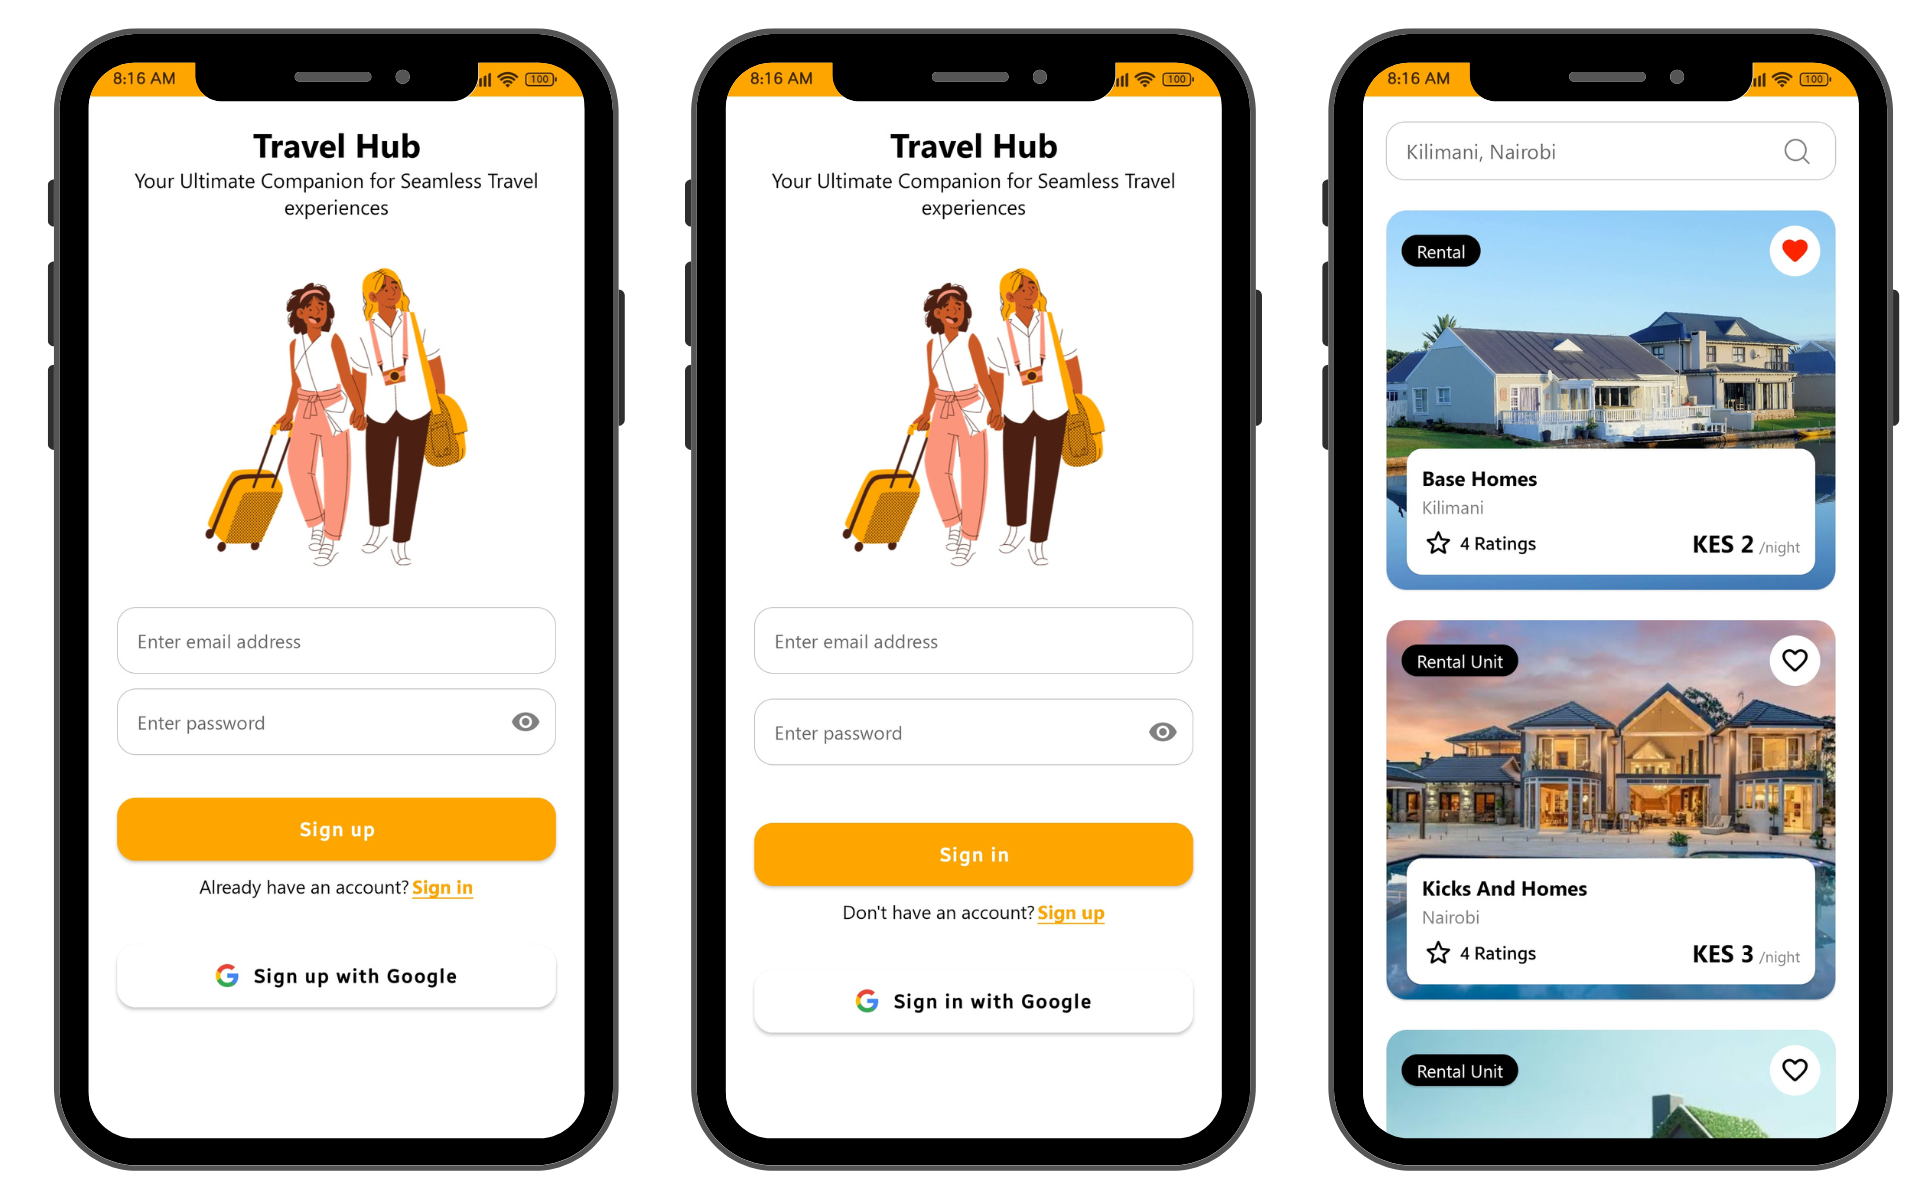 8:16 AM
100
Travel Hub
Your Ultimate Companion for Seamless Travel
experiences
Enter email address
Enter password
Sign up
Already have an account? Sign in
Sign up with Google
8:16 AM
100
Travel Hub
Your Ultimate Companion for Seamless Travel
experiences
Enter email address
Enter password
Sign in
Don't have an account? Sign up
Sign in with Google
8:16 AM
100
Kilimani, Nairobi
Rental
Base Homes
Kilimani
4 Ratings
KES 2 /night
Rental Unit
Kicks And Homes
Nairobi
4 Ratings
KES 3 /night
Rental Unit